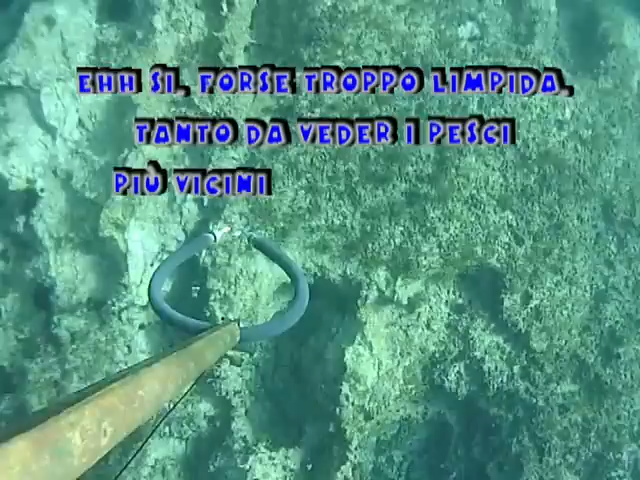 EHH SI, FORSE TROPPO LIMPIDA,
TANTO DA VEDER I PESCI
PIÙ VICINI